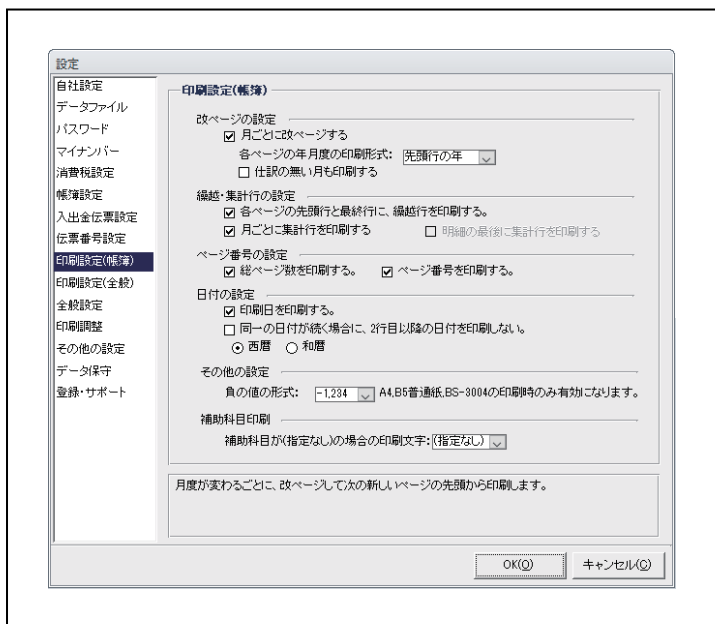 設定
自社設定
データファイル
パスワード
マイナンバー
消費税設定
帳簿設定
入出金伝票設定
伝票番号設定
印刷設定(帳簿)
印刷設定(全般)
全般設定
印刷調整
その他の設定
データ保守
登録・サポート
印刷設定(帳簿)
改ページの設定
月ごとに改ページする
各ページの年月度の印刷形式: 先頭行の年
仕訳の無い月も印刷する
繰越・集計行の設定
各ページの先頭行と最終行に、繰越行を印刷する。
月ごとに集計行を印刷する 明細の最後に集計行を印刷する
ページ番号の設定
総ページ数を印刷する。 ページ番号を印刷する。
日付の設定
印刷日を印刷する。
同一の日付が続く場合に、2行目以降の日付を印刷しない。
西暦 和暦
その他の設定
負の値の形式: -1,234 A4,B5普通紙,BS-3004の印刷時のみ有効になります。
補助科目印刷
補助科目が(指定なし)の場合の印刷文字: (指定なし)
月度が変わるごとに、改ページして次の新しいページの先頭から印刷します。
OK(O) キャンセル(C)